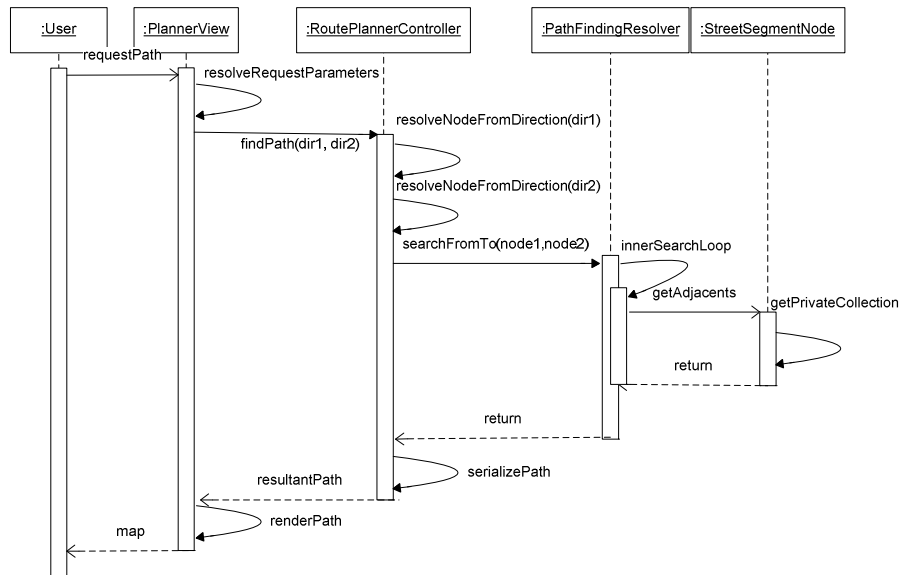 :User
:PlannerView
:RoutePlannerController
:PathFindingResolver
:StreetSegmentNode
requestPath
resolveRequestParameters
resolveNodeFromDirection(dir1)
findPath(dir1, dir2)
resolveNodeFromDirection(dir2)
searchFromTo(node1,node2)
innerSearchLoop
getAdjacents
getPrivateCollection
return
return
serializePath
resultantPath
renderPath
map